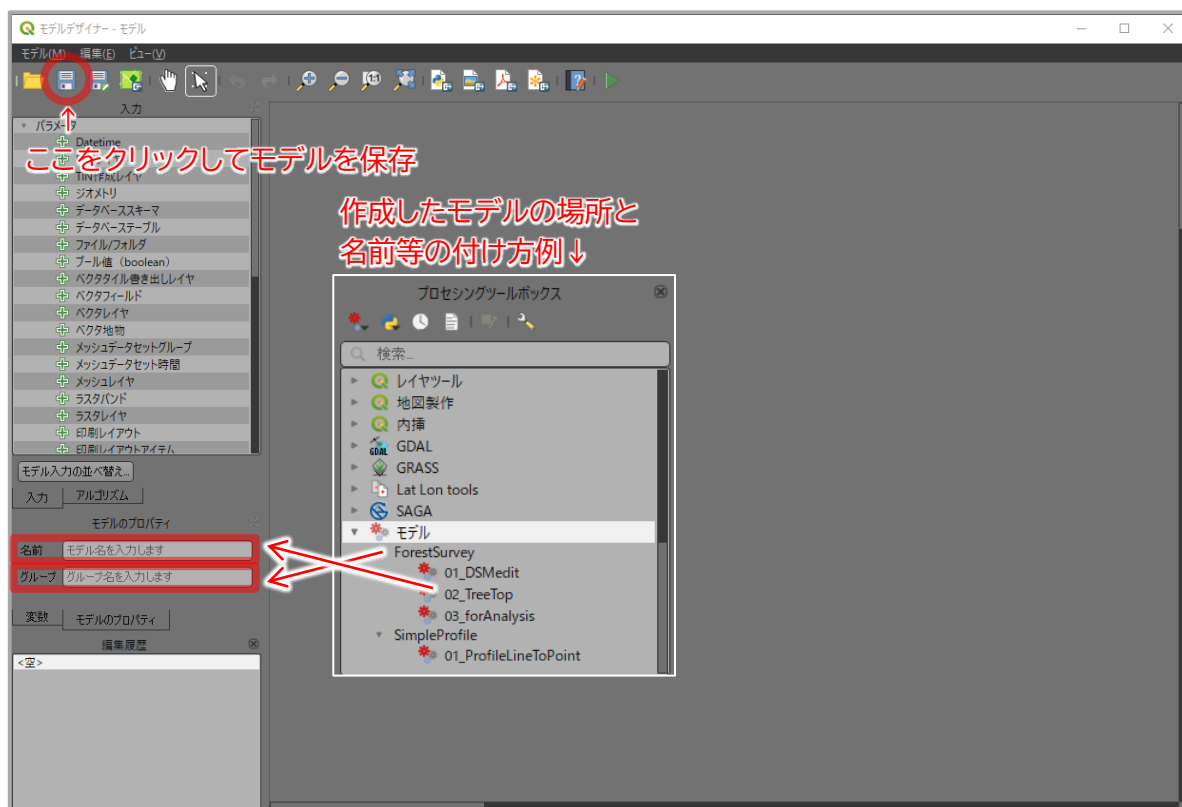 モデルデザイナー - モデル
モデル(M) 編集(E) ビュー(V)
入力
パラメータ
Datetime
ここをクリックしてモデルを保存
TIN作成レイヤ
ジオメトリ
データベーススキーマ
データベーステーブル
ファイル/フォルダ
ブール値（boolean）
ベクタタイル書き出しレイヤ
ベクタフィールド
ベクタレイヤ
ベクタ地物
メッシュデータセットグループ
メッシュデータセット時間
メッシュレイヤ
ラスタバンド
ラスタレイヤ
印刷レイアウト
印刷レイアウトアイテム
モデル入力の並べ替え...
入力 アルゴリズム
モデルのプロパティ
名前 モデル名を入力します
グループ グループ名を入力します
変数 モデルのプロパティ
編集履歴
<空>
作成したモデルの場所と
名前等の付け方例↓
プロセシングツールボックス
検索...
レイヤツール
地図製作
内挿
GDAL
GDAL
GRASS
Lat Lon tools
SAGA
モデル
ForestSurvey
01_DSMedit
02_TreeTop
03_forAnalysis
SimpleProfile
01_ProfileLineToPoint